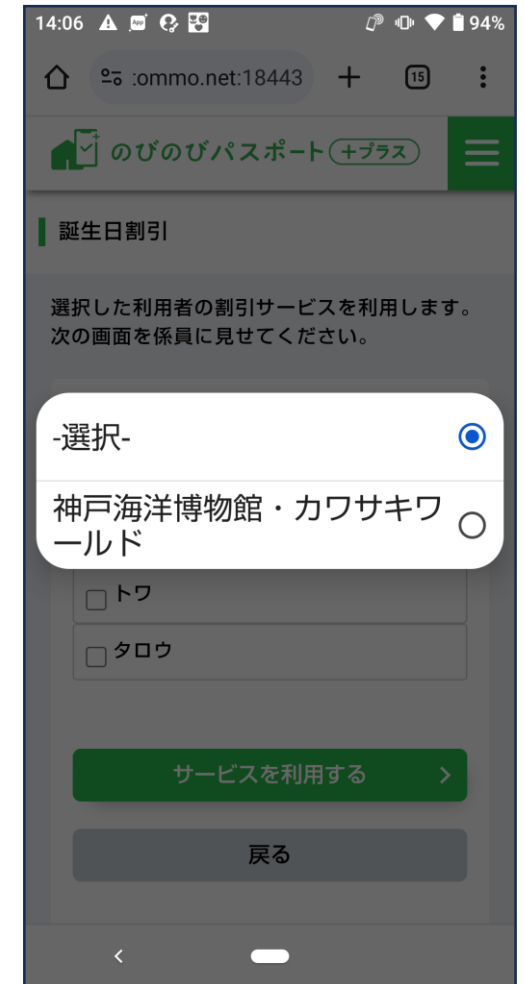 14:06
94%
:ommo.net:18443
15
のびのびパスポート +プラス
誕生日割引
選択した利用者の割引サービスを利用します。
次の画面を係員に見せてください。
-選択-
神戸海洋博物館・カワサキワ
ールド
トワ
タロウ
サービスを利用する
戻る